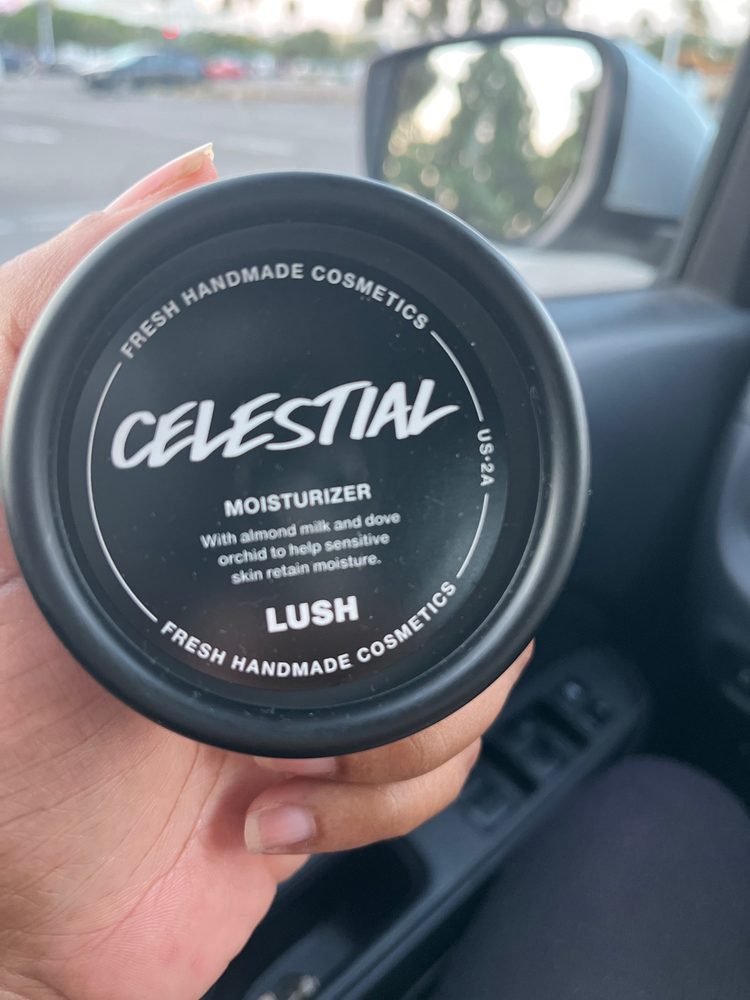 FRESH HANDMADE COSMETICS
CELESTIAL
US•2A
MOISTURIZER
With almond milk and dove
orchid to help sensitive
skin retain moisture.
LUSH
FRESH HANDMADE COSMETICS